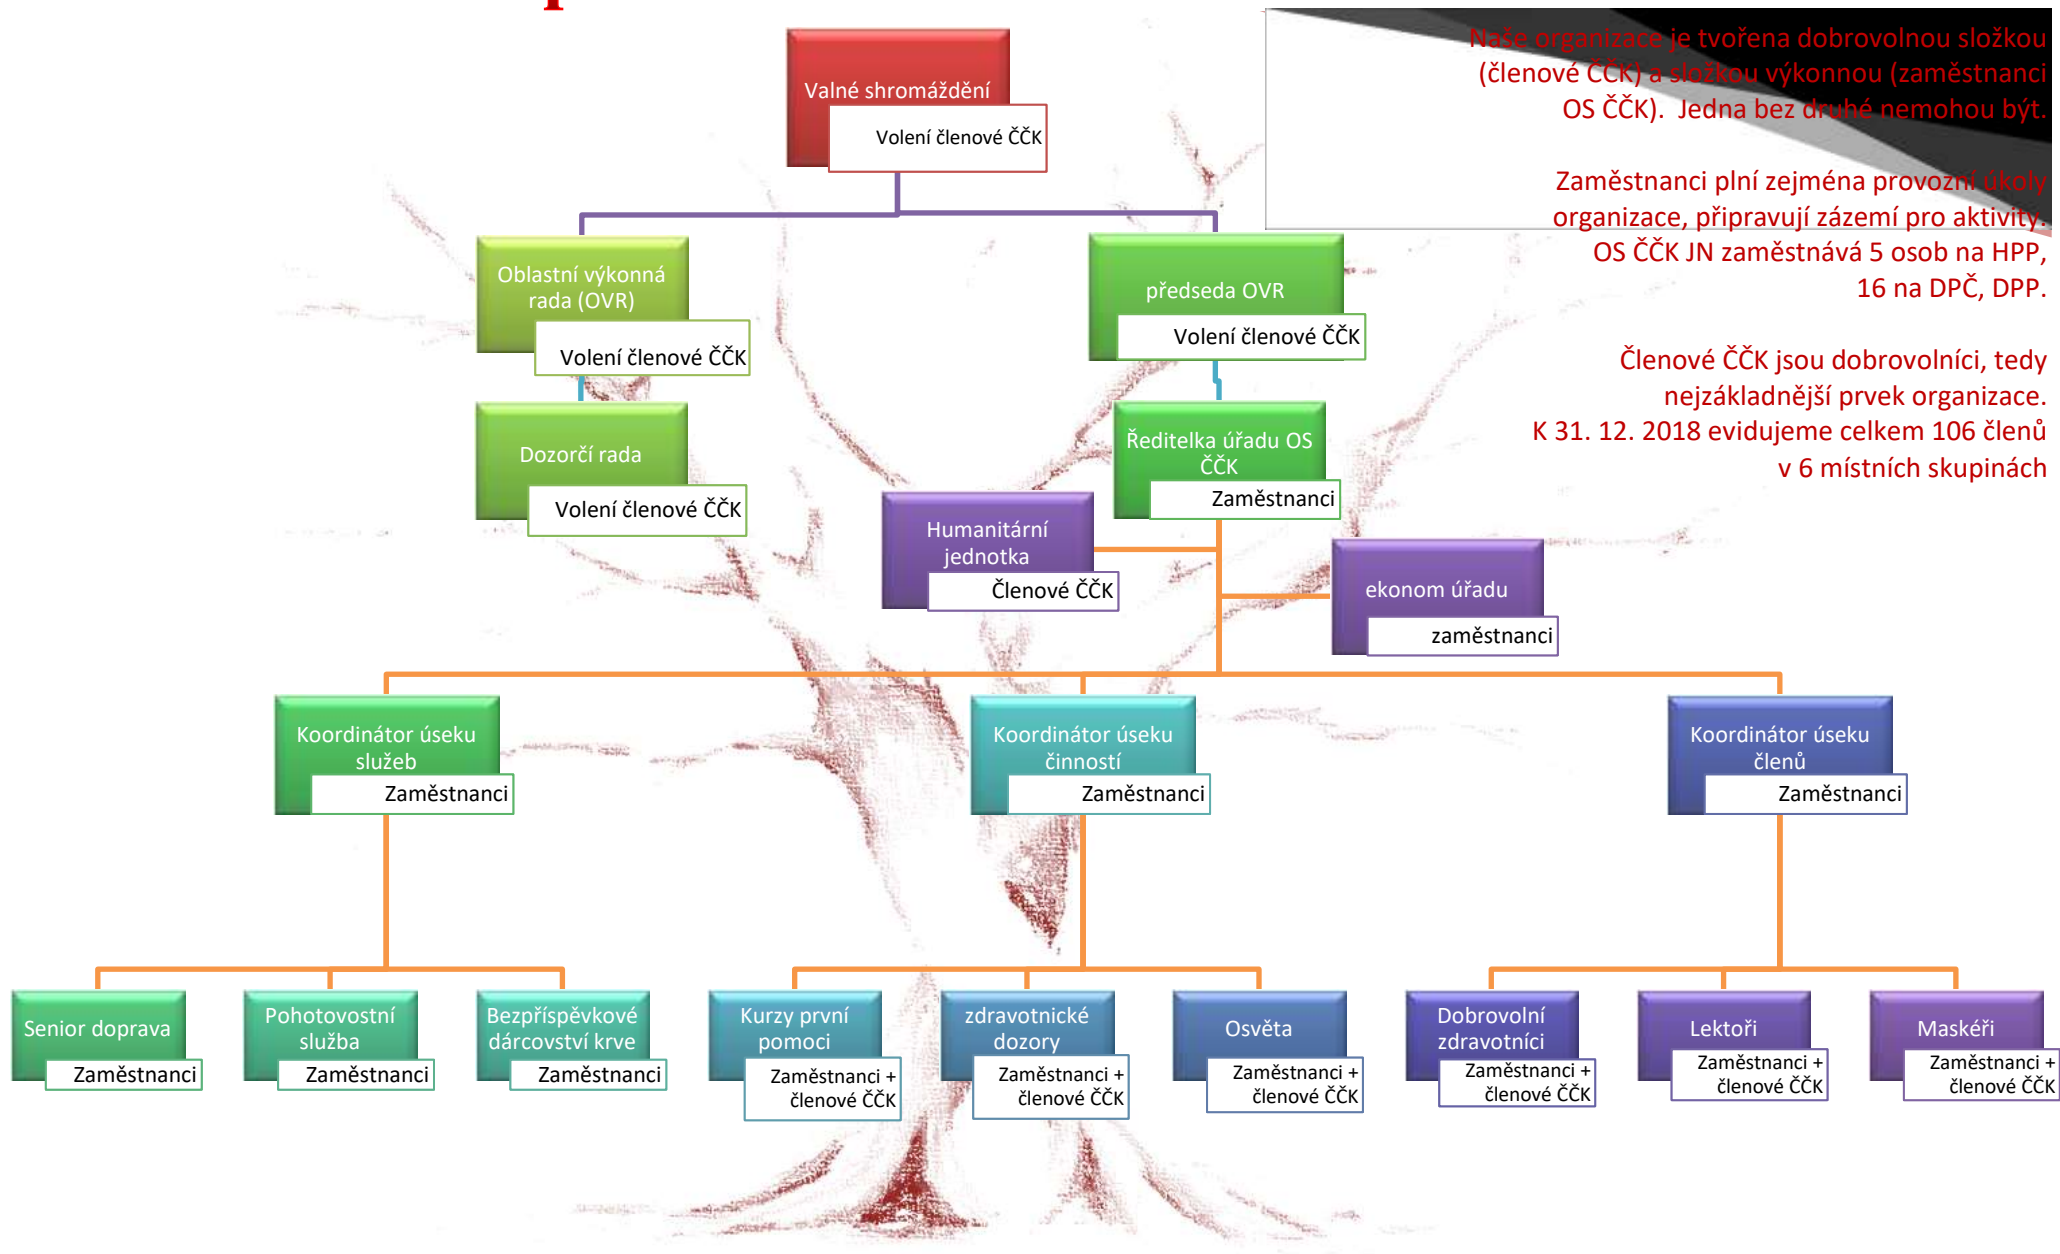 Valné shromáždění
Volení členové ČČK
Naše organizace je tvořena dobrovolnou složkou
(členové ČČK) a složkou výkonnou (zaměstnanci
OS ČČK).  Jedna bez druhé nemohou být.
Zaměstnanci plní zejména provozní úkoly
organizace, připravují zázemí pro aktivity.
OS ČČK JN zaměstnává 5 osob na HPP,
16 na DPČ, DPP.
Členové ČČK jsou dobrovolníci, tedy
nejzákladnější prvek organizace.
K 31. 12. 2018 evidujeme celkem 106 členů
v 6 místních skupinách
Oblastní výkonná
rada (OVR)
Volení členové ČČK
předseda OVR
Volení členové ČČK
Dozorčí rada
Volení členové ČČK
Ředitelka úřadu OS
ČČK
Zaměstnanci
Humanitární
jednotka
Členové ČČK
ekonom úřadu
zaměstnanci
Koordinátor úseku
služeb
Zaměstnanci
Koordinátor úseku
činností
Zaměstnanci
Koordinátor úseku
členů
Zaměstnanci
Senior doprava
Zaměstnanci
Pohotovostní
služba
Zaměstnanci
Bezpříspěvkové
dárcovství krve
Zaměstnanci
Kurzy první
pomoci
Zaměstnanci +
členové ČČK
zdravotnické
dozory
Zaměstnanci +
členové ČČK
Osvěta
Zaměstnanci +
členové ČČK
Dobrovolní
zdravotníci
Zaměstnanci +
členové ČČK
Lektoři
Zaměstnanci +
členové ČČK
Maskéři
Zaměstnanci +
členové ČČK